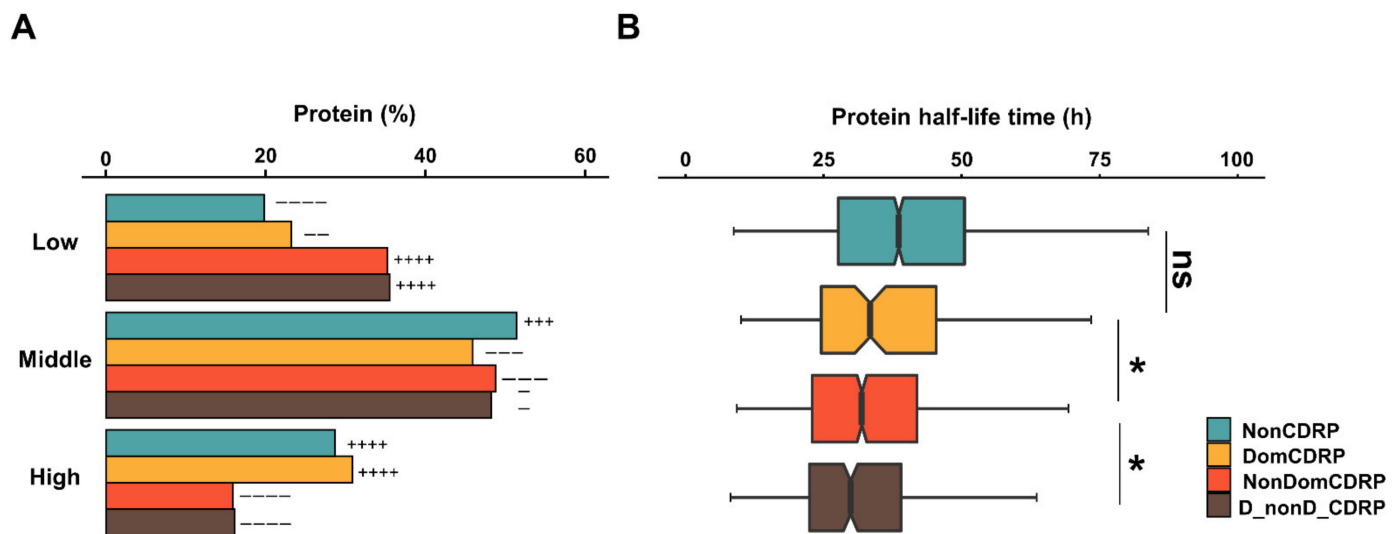 A
B
Protein (%)
0 20 40 60
Low
−−−−
−−
++++
++++
Middle
+++
−−−
−−−−
−
−
High
++++
++++
−−−−
−−−−
Protein half-life time (h)
0 25 50 75 100
ns
*
*
NonCDRP
DomCDRP
NonDomCDRP
D_nonD_CDRP